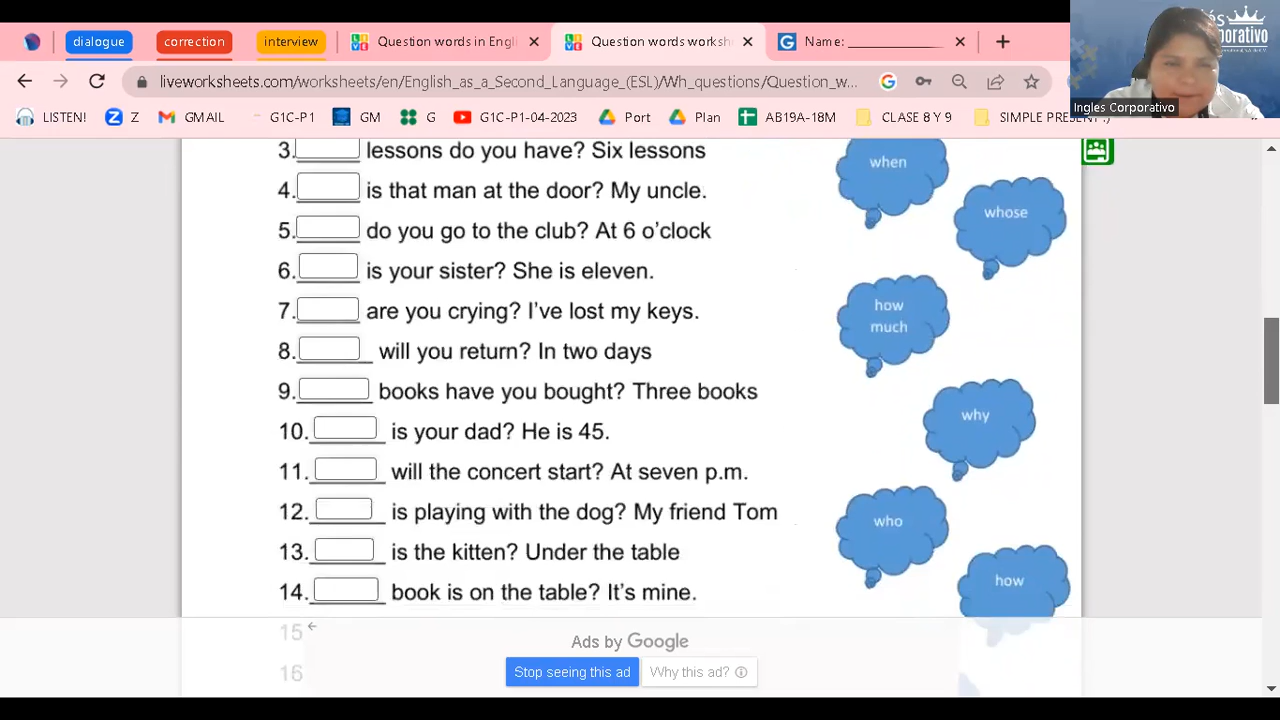 dialogue
correction
interview
Question words in Engl
Question words worksh
Name: ______________
liveworksheets.com/worksheets/en/English_as_a_Second_Language_(ESL)/Wh_questions/Question_w...
Ingles Corporativo
LISTEN!
Z
GMAIL
G1C-P1
GM
G
G1C-P1-04-2023
Port
Plan
AB19A-18M
CLASE 8 Y 9
SIMPLE PRESENT :)
3. lessons do you have? Six lessons
4. is that man at the door? My uncle.
5. do you go to the club? At 6 o’clock
6. is your sister? She is eleven.
7. are you crying? I’ve lost my keys.
8. will you return? In two days
9. books have you bought? Three books
10. is your dad? He is 45.
11. will the concert start? At seven p.m.
12. is playing with the dog? My friend Tom
13. is the kitten? Under the table
14. book is on the table? It’s mine.
15
16
when
whose
how
much
why
who
how
Ads by Google
Stop seeing this ad
Why this ad?